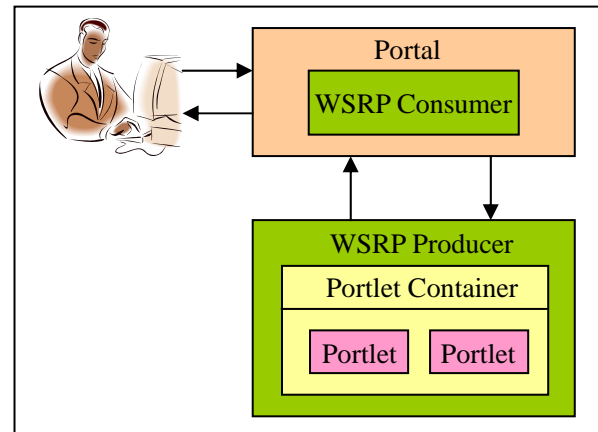 Portal
WSRP Consumer
WSRP Producer
Portlet Container
Portlet
Portlet